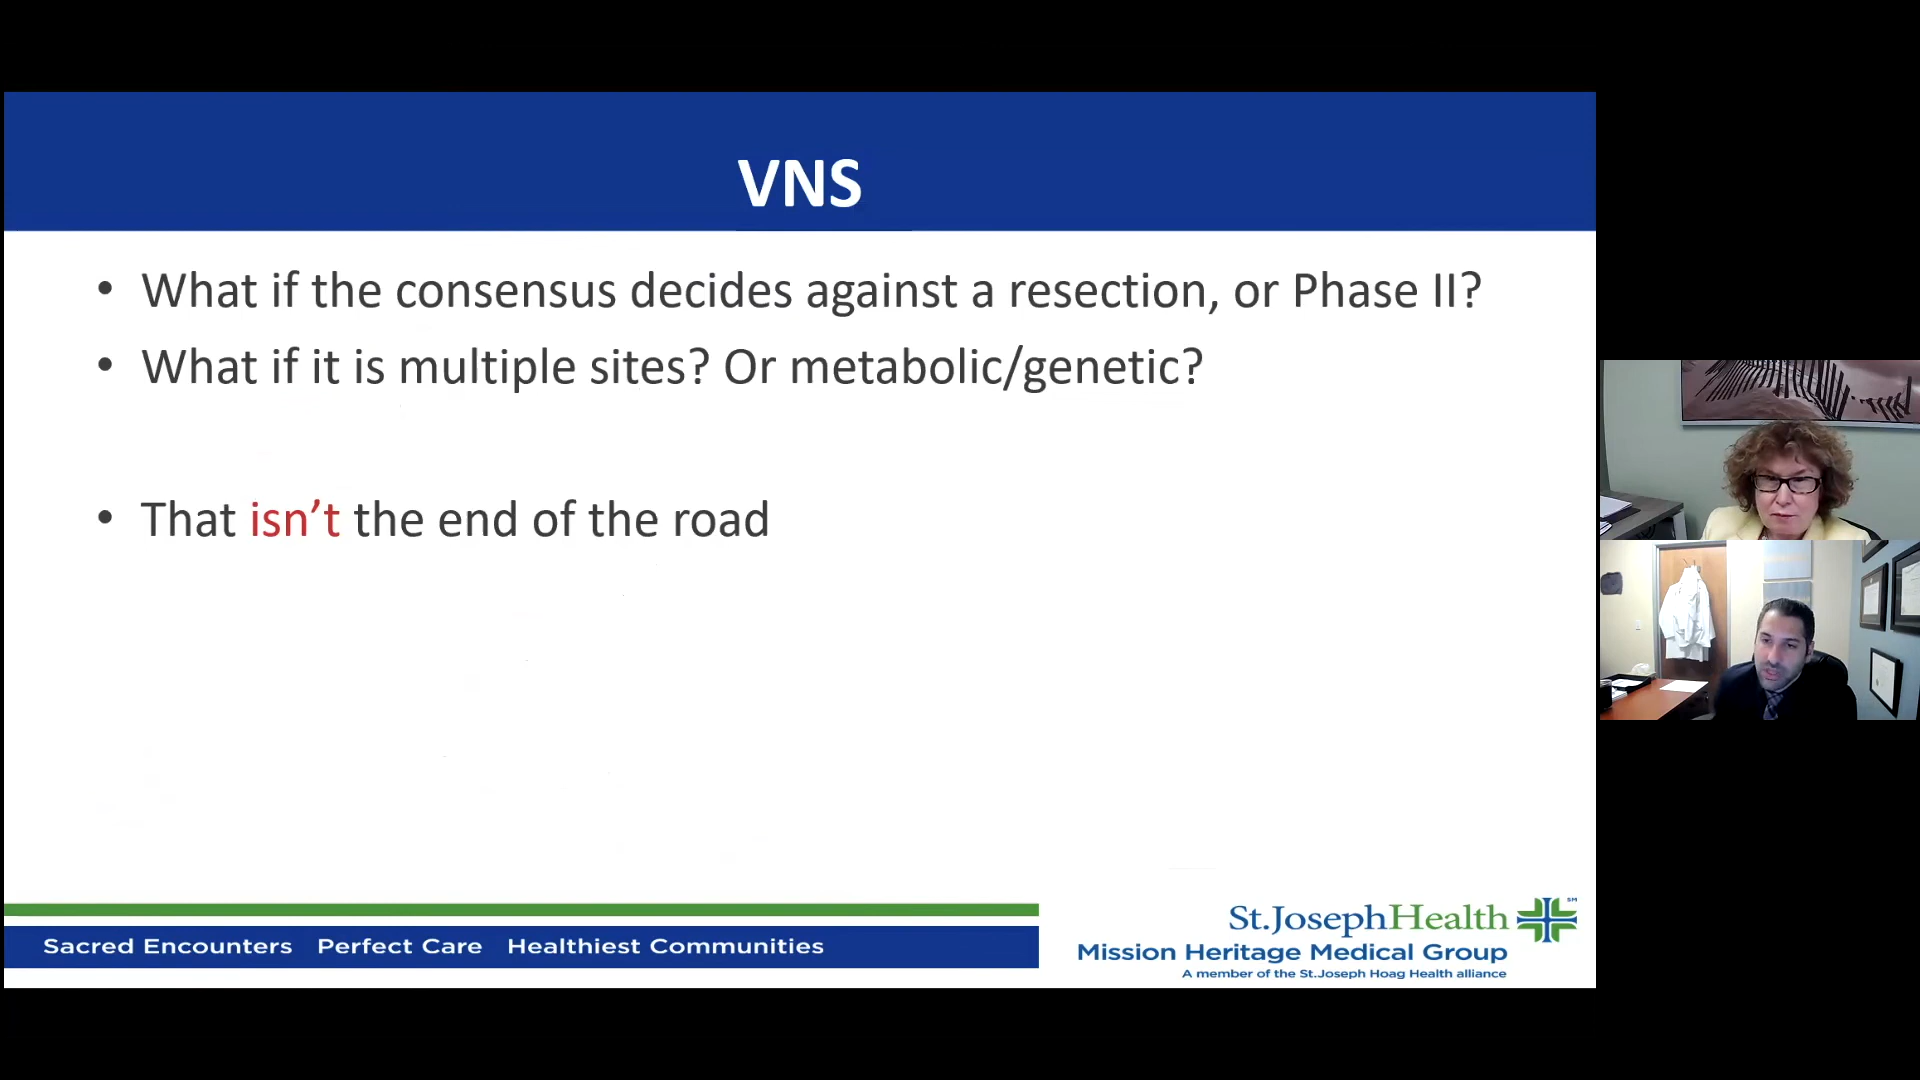 VNS
• What if the consensus decides against a resection, or Phase II?
• What if it is multiple sites? Or metabolic/genetic?
• That isn’t the end of the road
Sacred Encounters Perfect Care Healthiest Communities
St.JosephHealth SM
Mission Heritage Medical Group
A member of the St.Joseph Hoag Health alliance